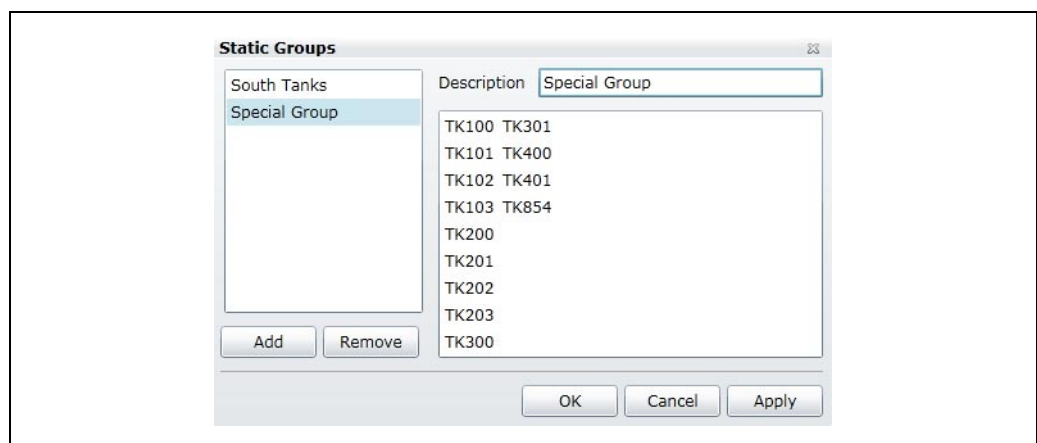 Static Groups
South Tanks
Special Group
Add Remove
Description Special Group
TK100 TK301
TK101 TK400
TK102 TK401
TK103 TK854
TK200
TK201
TK202
TK203
TK300
OK Cancel Apply